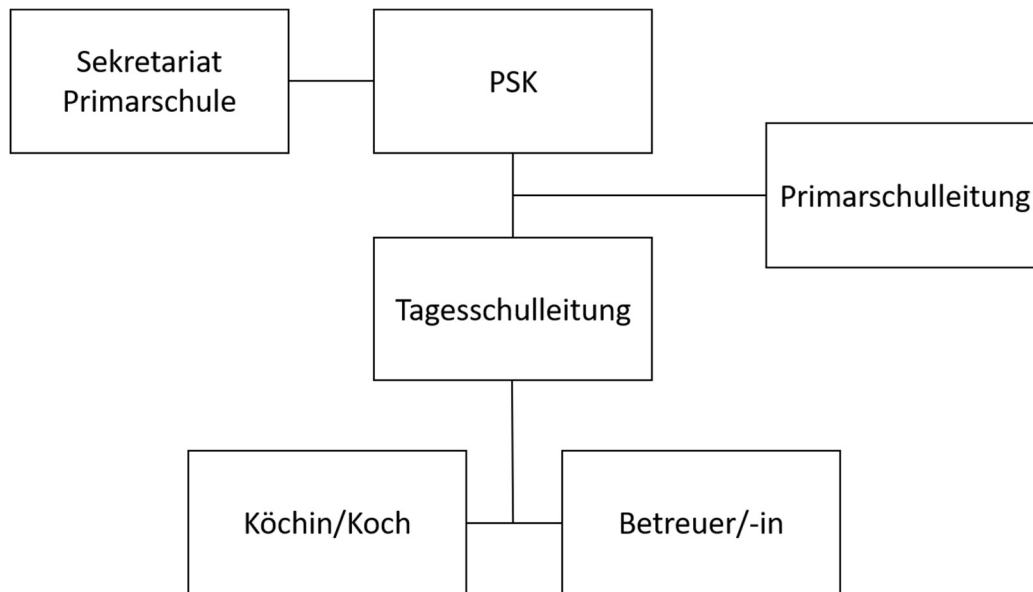 Sekretariat
Primarschule
PSK
Primarschulleitung
Tagesschulleitung
Köchin/Koch
Betreuer/-in